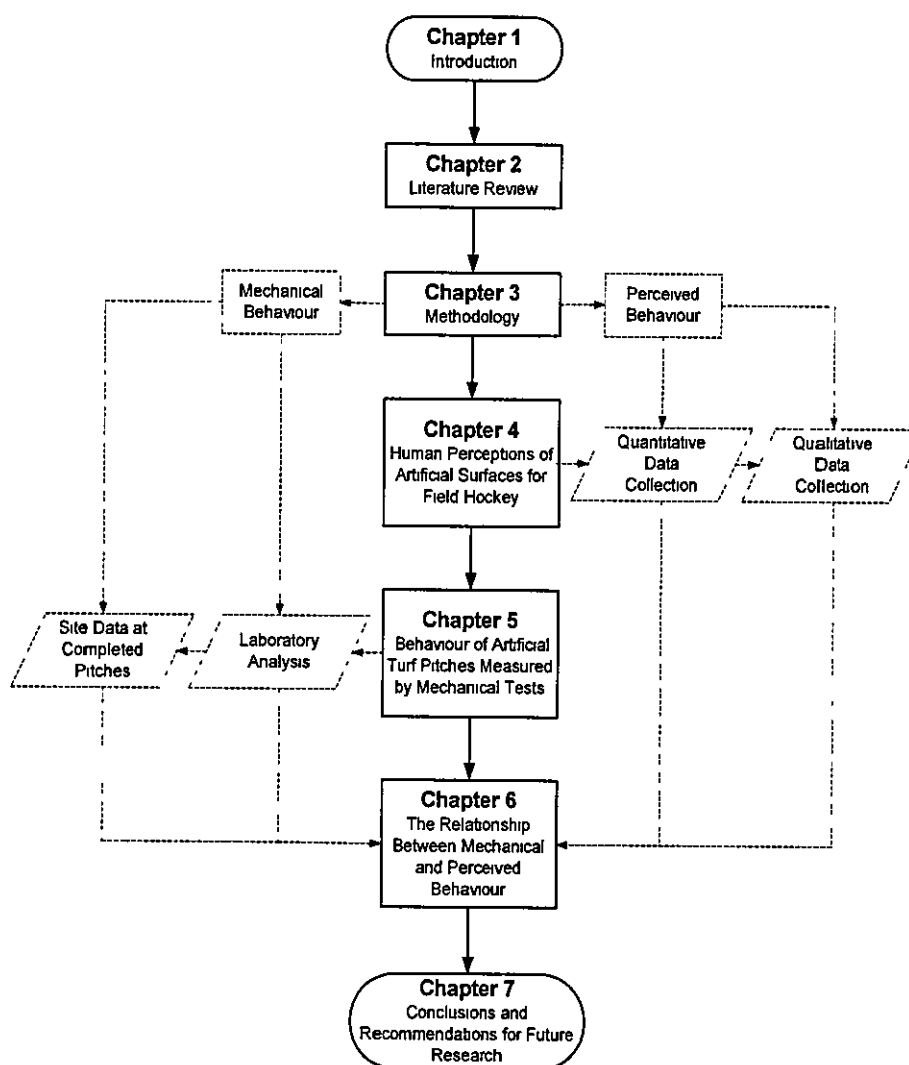 Chapter 1
Introduction
Chapter 2
Literature Review
Mechanical
Behaviour
Chapter 3
Methodology
Perceived
Behaviour
Chapter 4
Human Perceptions of
Artificial Surfaces for
Field Hockey
Quantitative
Data
Collection
Qualitative
Data
Collection
Site Data at
Completed
Pitches
Laboratory
Analysis
Chapter 5
Behaviour of Artificial
Turf Pitches Measured
by Mechanical Tests
Chapter 6
The Relationship
Between Mechanical
and Perceived
Behaviour
Chapter 7
Conclusions and
Recommendations for Future
Research